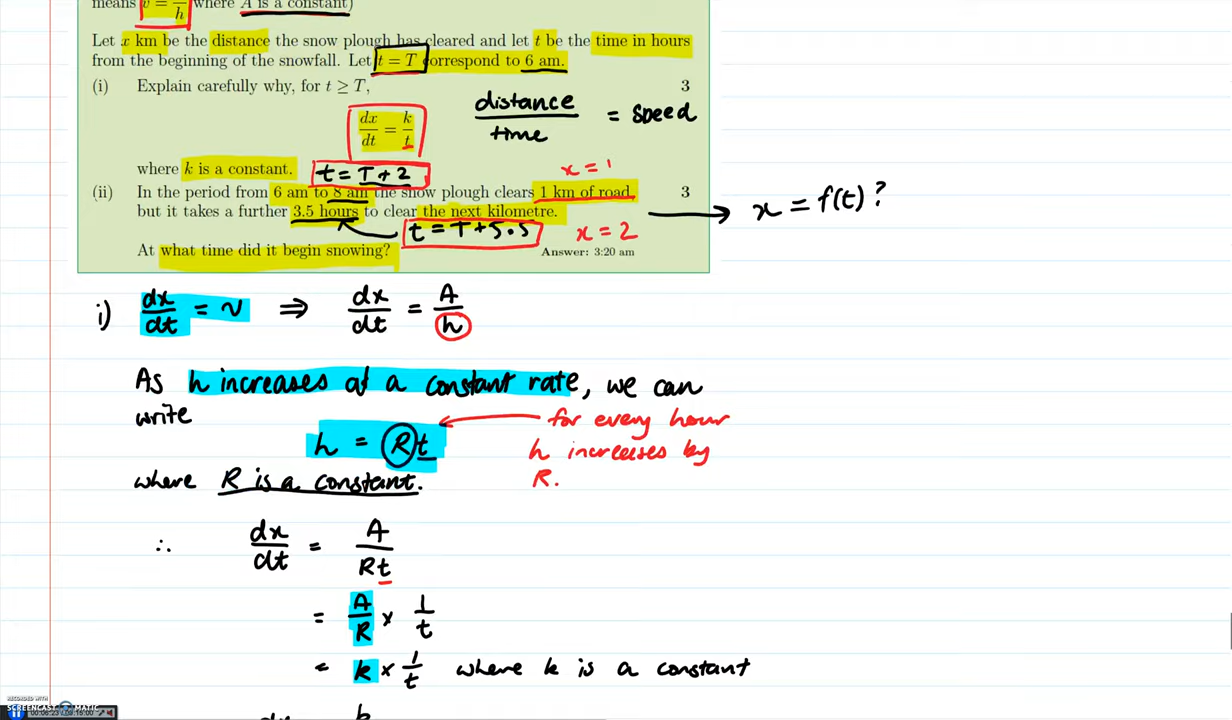 means v = — h where A is a constant)
Let x km be the distance the snow plough has cleared and let t be the time in hours
from the beginning of the snowfall. Let t = T correspond to 6 am.
(i) Explain carefully why, for t ≥ T, 3
dx/dt = k/t
distance/time = speed
where k is a constant.
t = T + 2
x = 1
(ii) In the period from 6 am to 8 am the snow plough clears 1 km of road, 3
but it takes a further 3.5 hours to clear the next kilometre.
x = f(t)?
t = T + 5.5
x = 2
At what time did it begin snowing? Answer: 3:20 am
i) dx/dt = v ⇒ dx/dt = A/h
As h increases at a constant rate, we can
write
h = Rt
for every hour
h increases by
R.
where R is a constant.
∴ dx/dt = A/Rt
= A/R × 1/t
= k × 1/t where k is a constant
RECORDED WITH
SCREENCAST MATIC